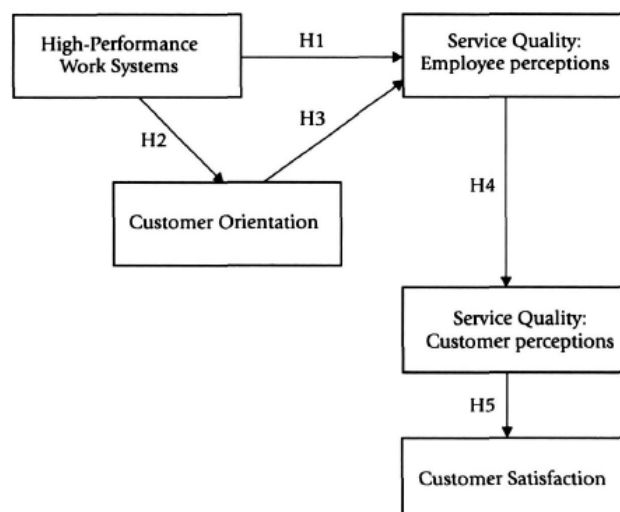 High-Performance
Work Systems
H1
Service Quality:
Employee perceptions
H2
H3
Customer Orientation
H4
Service Quality:
Customer perceptions
H5
Customer Satisfaction